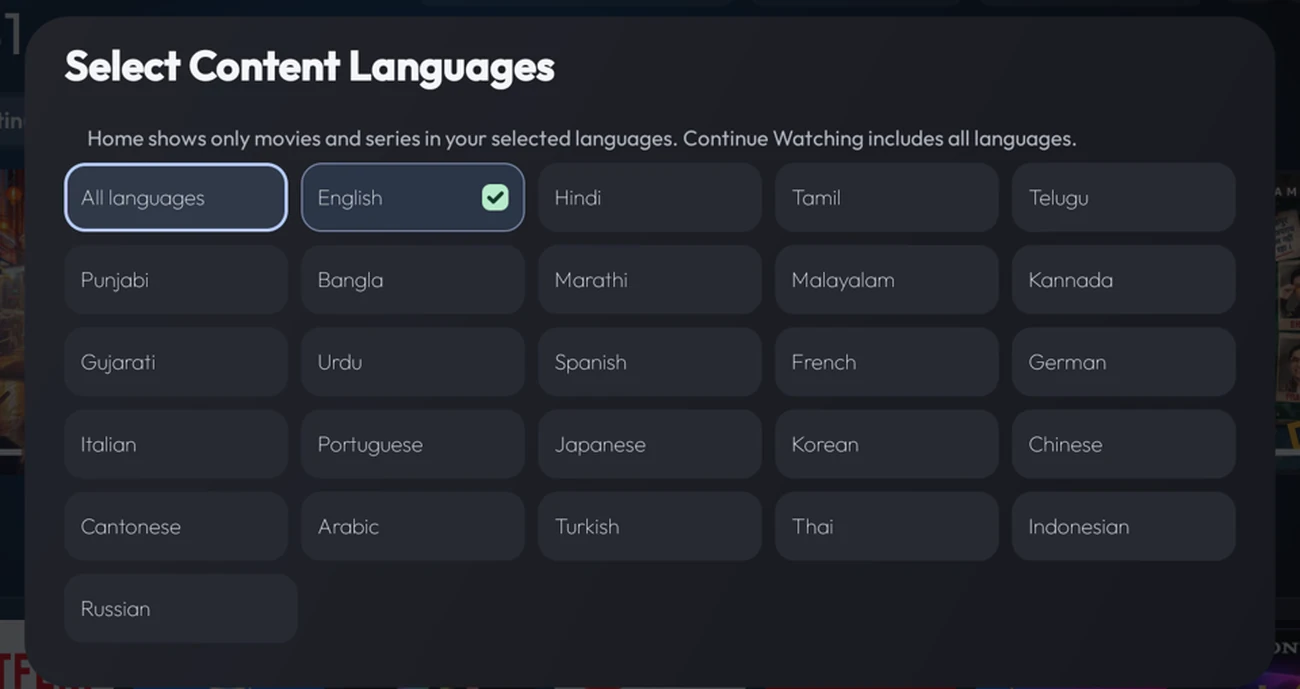 Select Content Languages
Home shows only movies and series in your selected languages. Continue Watching includes all languages.
All languages
English
Hindi
Tamil
Telugu
Punjabi
Bangla
Marathi
Malayalam
Kannada
Gujarati
Urdu
Spanish
French
German
Italian
Portuguese
Japanese
Korean
Chinese
Cantonese
Arabic
Turkish
Thai
Indonesian
Russian